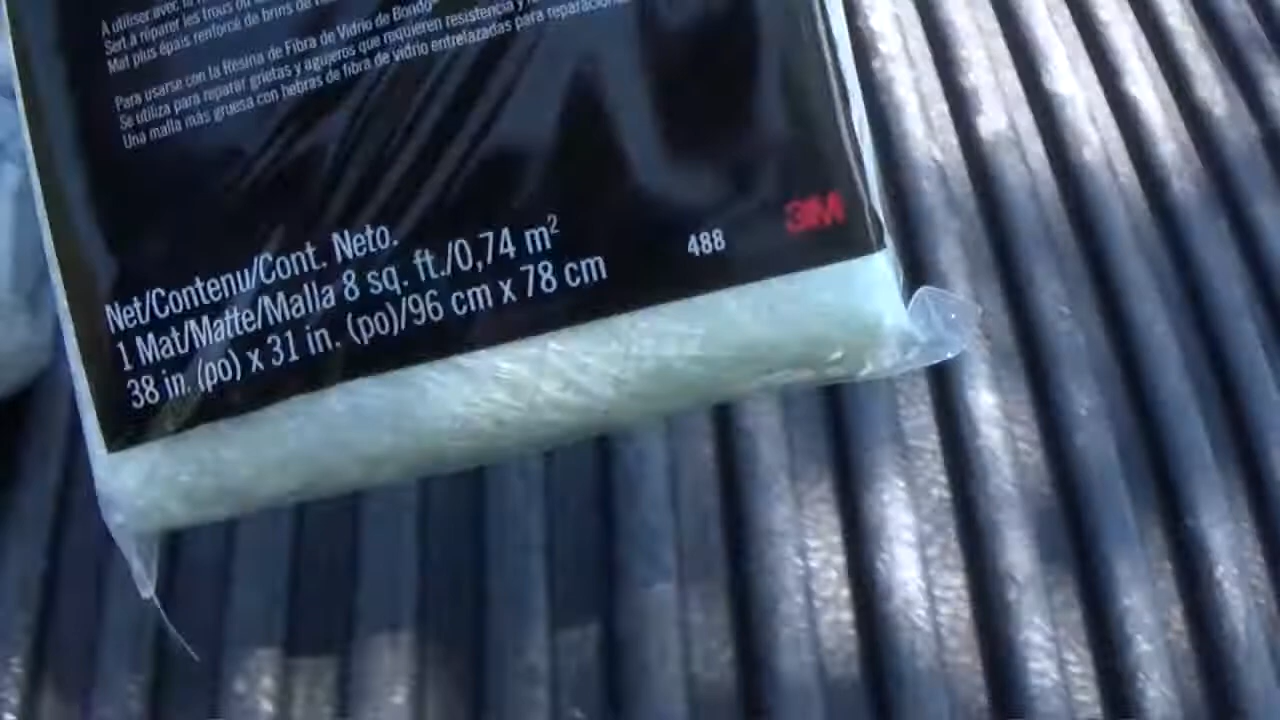 A utiliser avec la
Sert à réparer les trous ou
Mat plus épais renforcé de brins de
Para usarse con la Resina de Fibra de Vidrio de Bondo
Se utiliza para reparar grietas y agujeros que requieren resistencia y
Una malla más gruesa con hebras de fibra de vidrio entrelazadas para
Net/Contenu/Cont. Neto.
1 Mat/Matte/Malla 8 sq. ft./0,74 m²
38 in. (po) x 31 in. (po)/96 cm x 78 cm
488
3M